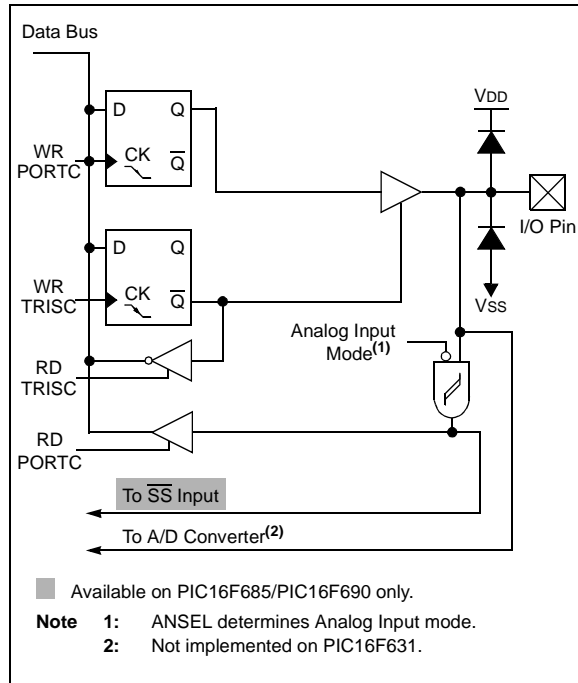 Data Bus
D Q
VDD
WR
PORTC
CK Q̅
I/O Pin
D Q
WR
TRISC
CK Q̅
VSS
Analog Input
Mode(1)
RD
TRISC
RD
PORTC
To S̅S̅ Input
To A/D Converter(2)
Available on PIC16F685/PIC16F690 only.
Note 1: ANSEL determines Analog Input mode.
2: Not implemented on PIC16F631.